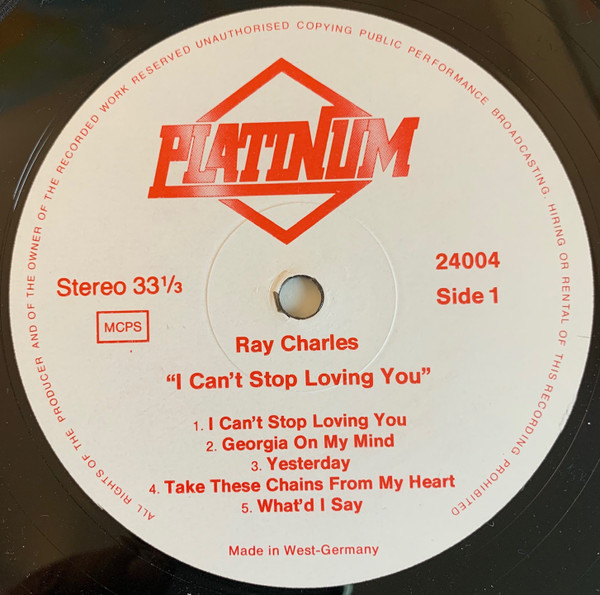 ALL RIGHTS OF THE PRODUCER AND OF THE OWNER OF THE RECORDED WORK RESERVED UNAUTHORISED COPYING PUBLIC PERFORMANCE BROADCASTING. HIRING OR RENTAL OF THIS RECORDING PROHIBITED
PLATINUM
Stereo 33⅓
24004
MCPS
Side 1
Ray Charles
“I Can't Stop Loving You”
1. I Can't Stop Loving You
2. Georgia On My Mind
3. Yesterday
4. Take These Chains From My Heart
5. What'd I Say
Made in West-Germany